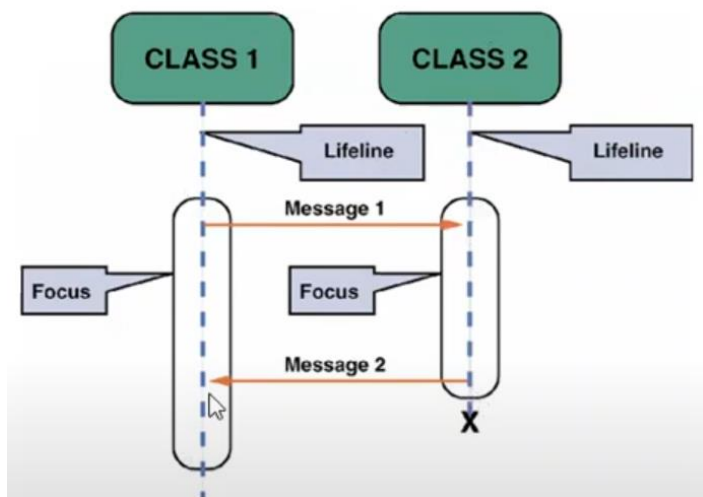 CLASS 1
CLASS 2
Lifeline
Lifeline
Message 1
Focus
Focus
Message 2
X